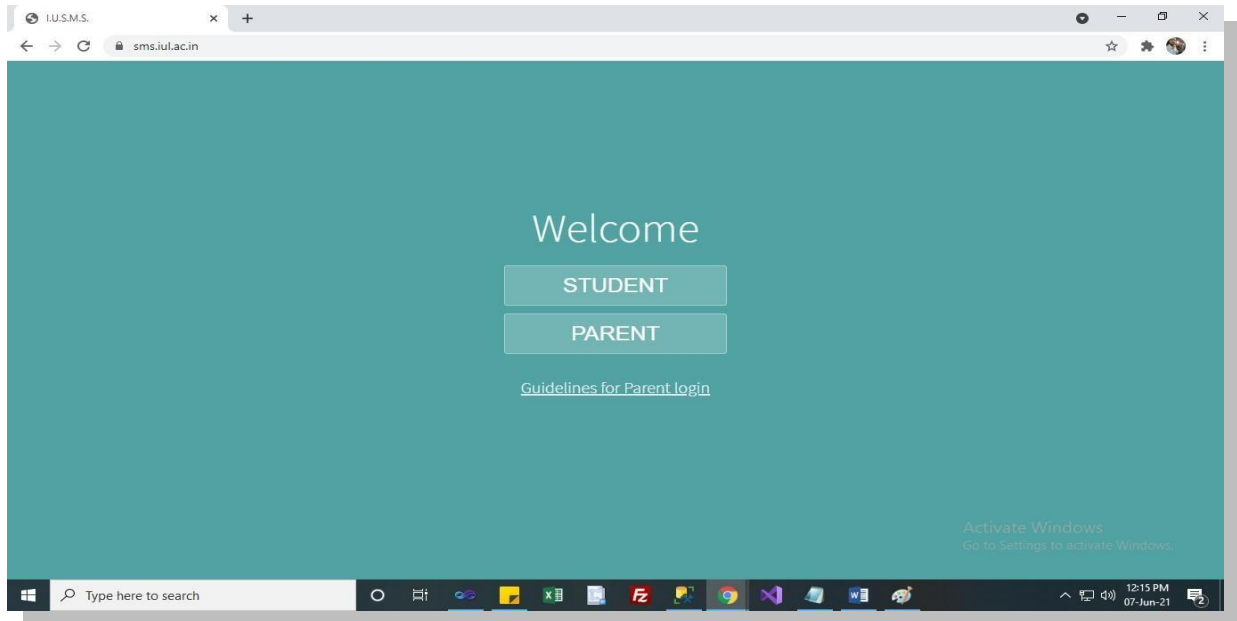 I.U.S.M.S.
sms.iul.ac.in
Welcome
STUDENT
PARENT
Guidelines for Parent login
Activate Windows
Go to Settings to activate Windows.
Type here to search
12:15 PM
07-Jun-21
2